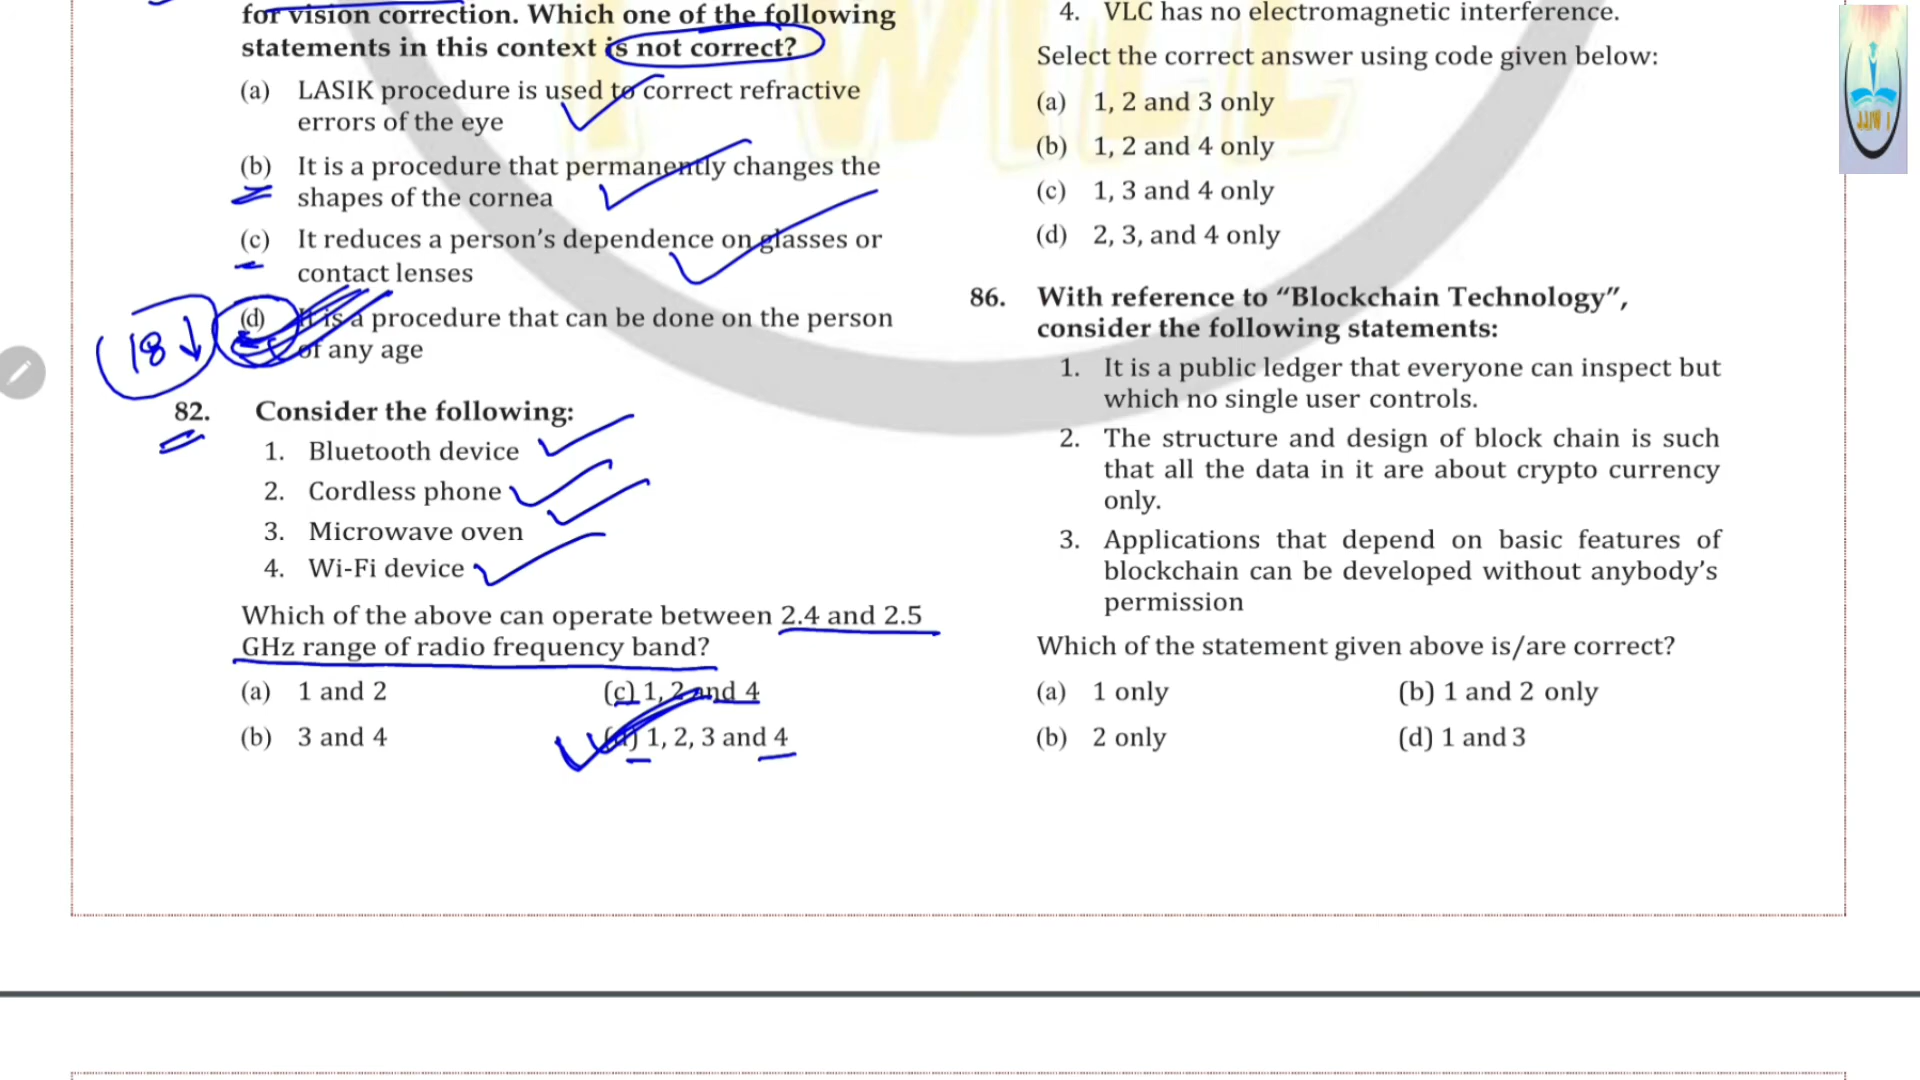 for vision correction. Which one of the following
statements in this context is not correct?
(a) LASIK procedure is used to correct refractive
errors of the eye
(b) It is a procedure that permanently changes the
shapes of the cornea
(c) It reduces a person's dependence on glasses or
contact lenses
18↓
(d) It is a procedure that can be done on the person
of any age
82. Consider the following:
1. Bluetooth device
2. Cordless phone
3. Microwave oven
4. Wi-Fi device
Which of the above can operate between 2.4 and 2.5
GHz range of radio frequency band?
(a) 1 and 2 (c) 1, 2 and 4
(b) 3 and 4 (d) 1, 2, 3 and 4
4. VLC has no electromagnetic interference.
Select the correct answer using code given below:
(a) 1, 2 and 3 only
(b) 1, 2 and 4 only
(c) 1, 3 and 4 only
(d) 2, 3, and 4 only
86. With reference to “Blockchain Technology”,
consider the following statements:
1. It is a public ledger that everyone can inspect but
which no single user controls.
2. The structure and design of block chain is such
that all the data in it are about crypto currency
only.
3. Applications that depend on basic features of
blockchain can be developed without anybody's
permission
Which of the statement given above is/are correct?
(a) 1 only (b) 1 and 2 only
(b) 2 only (d) 1 and 3